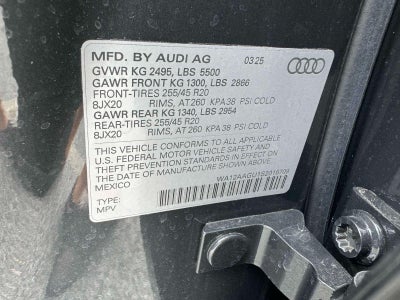 MFD. BY AUDI AG 03.25
GVWR KG 2495, LBS 5500
GAWR FRONT KG 1300, LBS 2866
FRONT-TIRES 255/45 R20
8JX20 RIMS, AT 260 KPA 38 PSI COLD
GAWR REAR KG 1340, LBS 2954
REAR-TIRES 255/45 R20
8JX20 RIMS, AT 260 KPA 38 PSI COLD
THIS VEHICLE CONFORMS TO ALL APPLICABLE
U.S. FEDERAL MOTOR VEHICLE SAFETY AND
THEFT PREVENTION STANDARDS IN EFFECT ON
THE DATE OF MANUFACTURE SHOWN ABOVE.
MEXICO
TYPE:
MPV